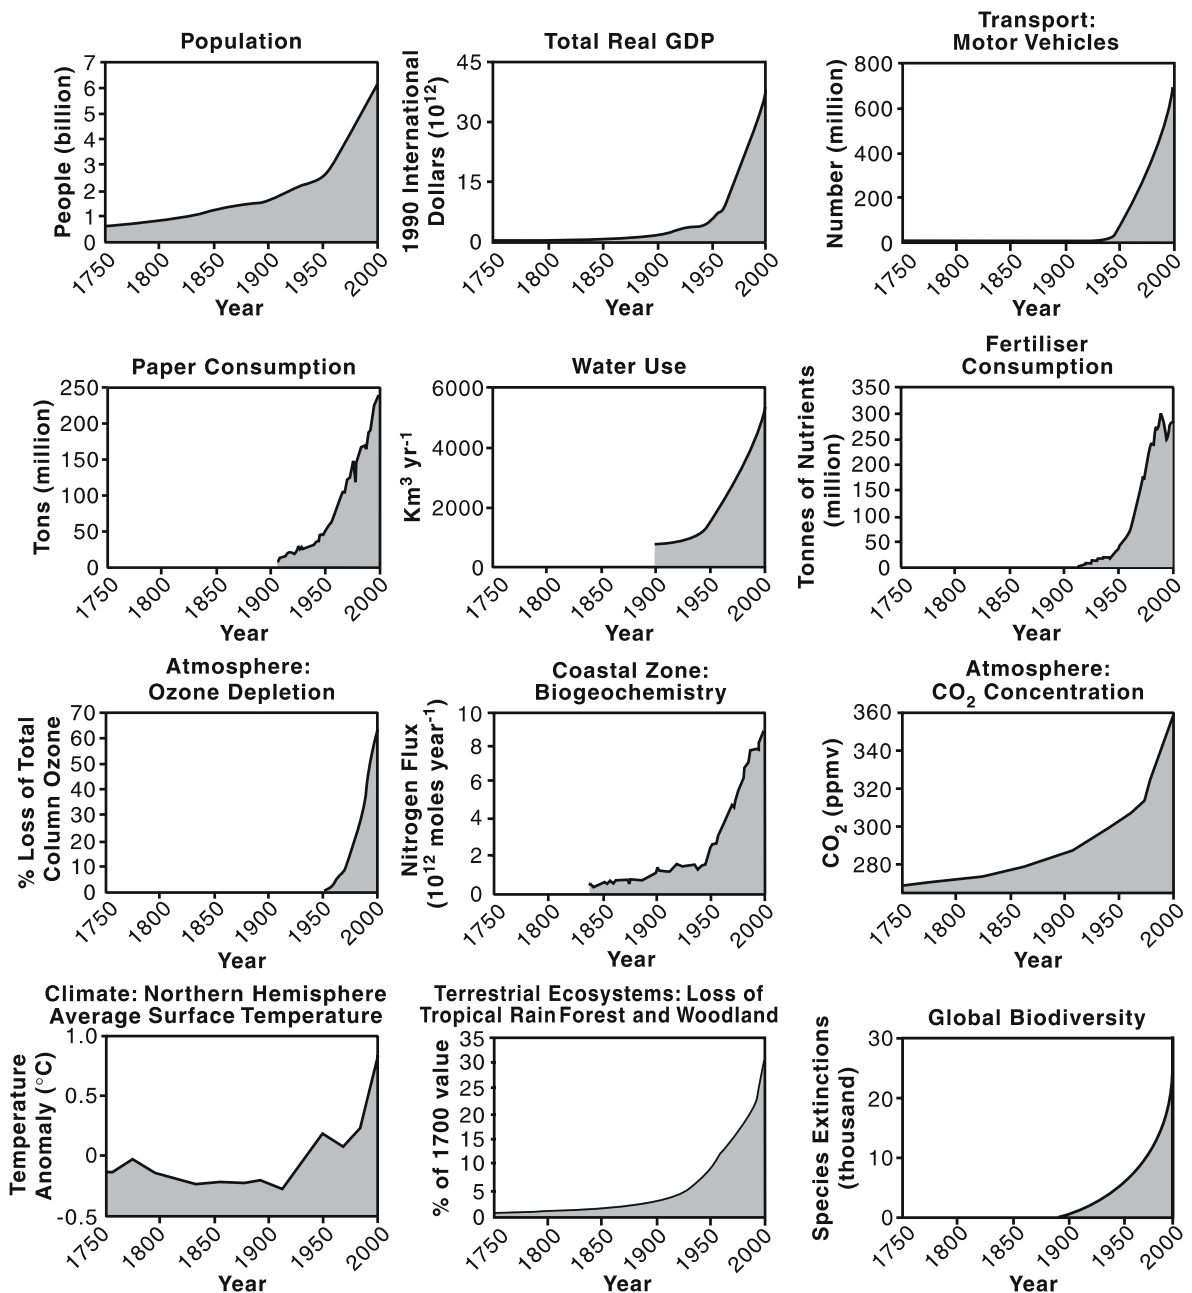 Population
People (billion)
7
6
5
4
3
2
1
0
1750
1800
1850
1900
1950
2000
Year
Total Real GDP
1990 International
Dollars (10¹²)
45
30
15
0
1750
1800
1850
1900
1950
2000
Year
Transport:
Motor Vehicles
Number (million)
800
600
400
200
0
1750
1800
1850
1900
1950
2000
Year
Paper Consumption
Tons (million)
250
200
150
100
50
0
1750
1800
1850
1900
1950
2000
Year
Water Use
Km³ yr⁻¹
6000
4000
2000
0
1750
1800
1850
1900
1950
2000
Year
Fertiliser
Consumption
Tonnes of Nutrients
(million)
350
300
250
200
150
100
50
0
1750
1800
1850
1900
1950
2000
Year
Atmosphere:
Ozone Depletion
% Loss of Total
Column Ozone
70
60
50
40
30
20
10
0
1750
1800
1850
1900
1950
2000
Year
Coastal Zone:
Biogeochemistry
Nitrogen Flux
(10¹² moles year⁻¹)
10
8
6
4
2
0
1750
1800
1850
1900
1950
2000
Year
Atmosphere:
CO₂ Concentration
CO₂ (ppmv)
360
340
320
300
280
1750
1800
1850
1900
1950
2000
Year
Climate: Northern Hemisphere
Average Surface Temperature
Temperature
Anomaly (°C)
1.0
0.5
0
-0.5
1750
1800
1850
1900
1950
2000
Year
Terrestrial Ecosystems: Loss of
Tropical Rain Forest and Woodland
% of 1700 value
35
30
25
20
15
10
5
0
1750
1800
1850
1900
1950
2000
Year
Global Biodiversity
Species Extinctions
(thousand)
30
20
10
0
1750
1800
1850
1900
1950
2000
Year